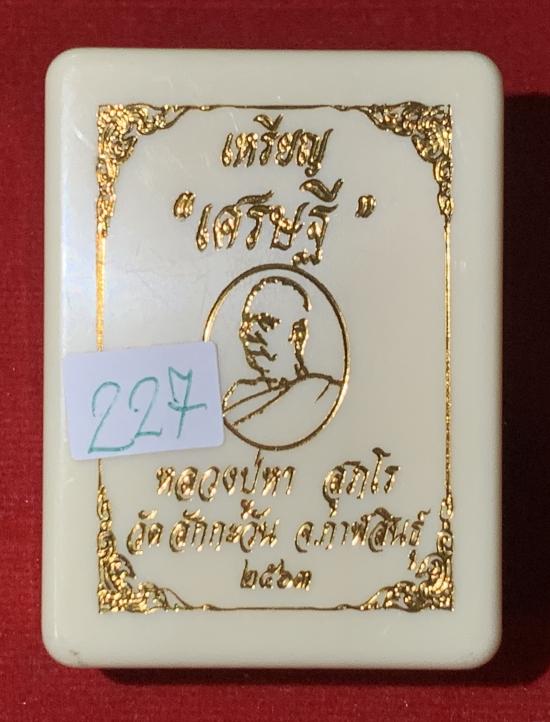 เหรียญ
"เศรษฐี"
227
หลวงปู่หา สุภโร
วัดสักกะวัน จ.กาฬสินธุ์
๒๕๖๓